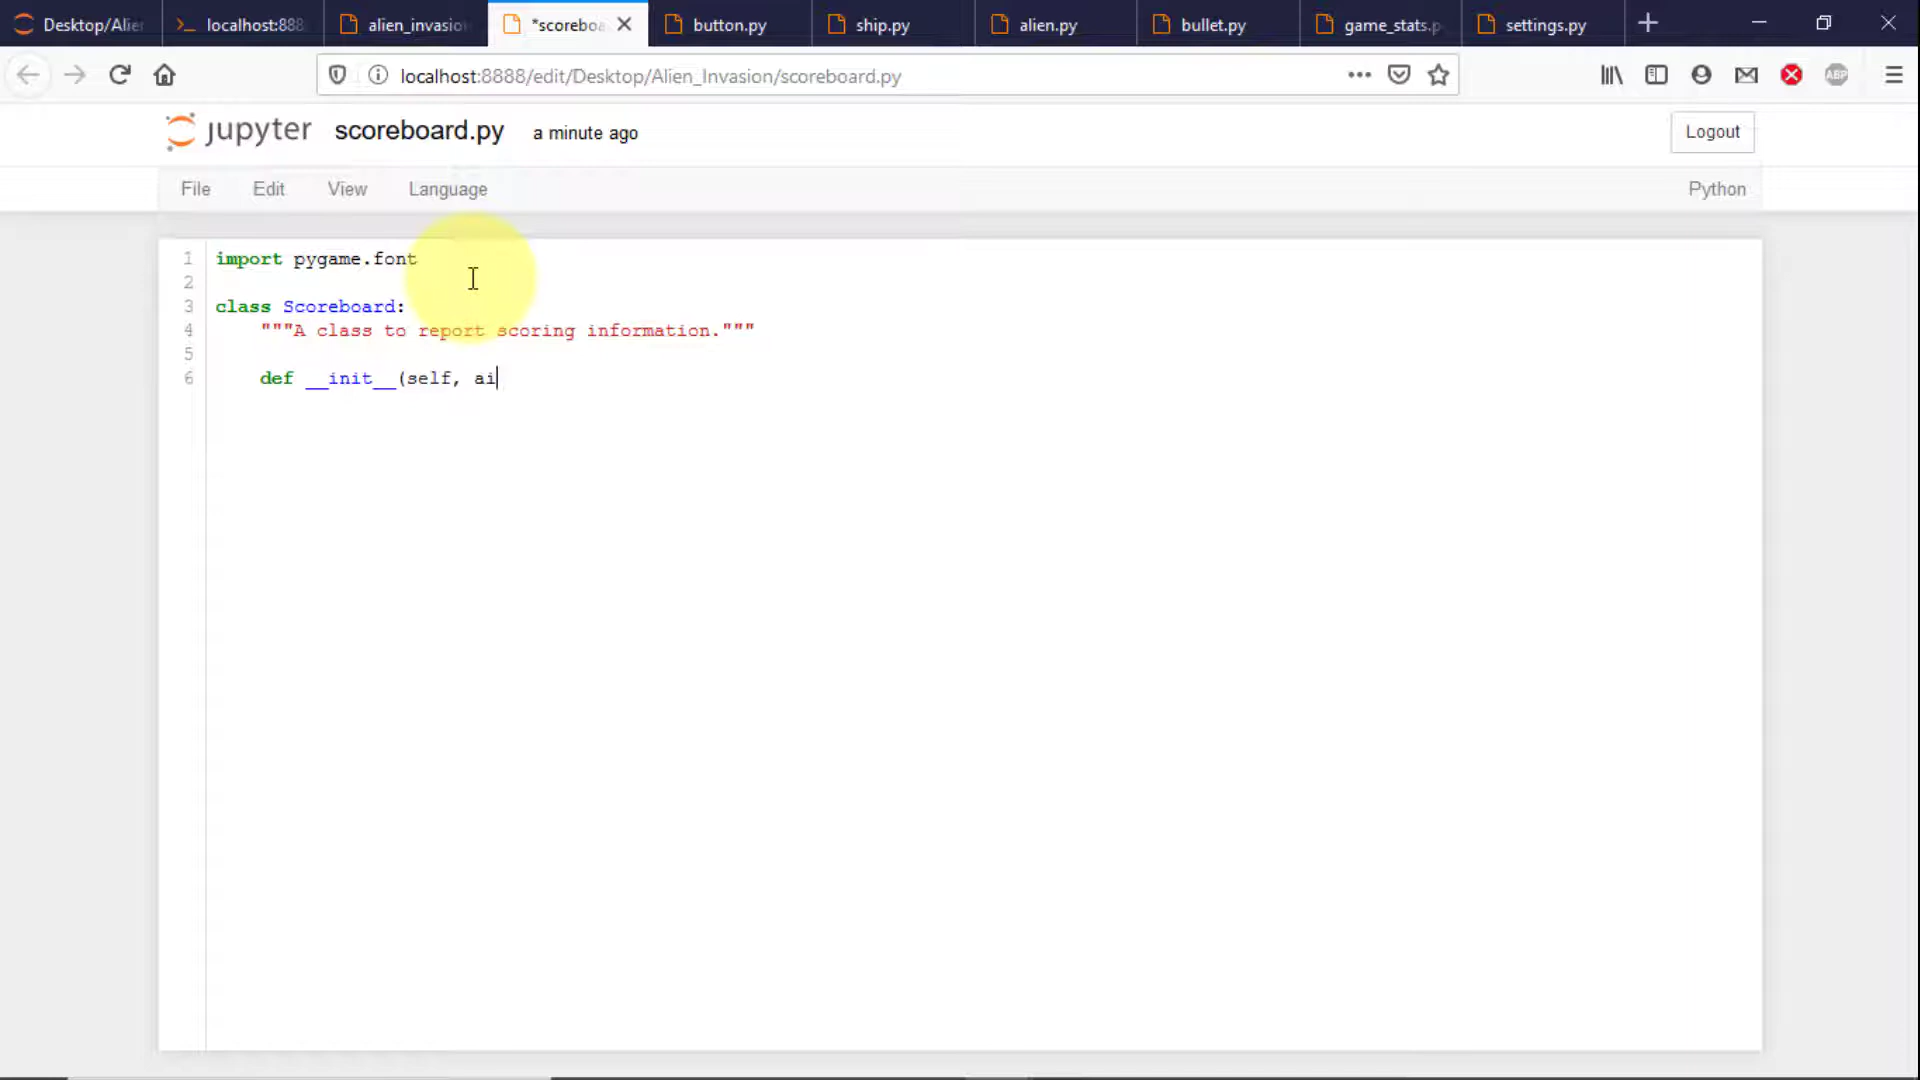 Desktop/Alie
localhost:888
alien_invasio
*scoreboa
button.py
ship.py
alien.py
bullet.py
game_stats.p
settings.py
localhost:8888/edit/Desktop/Alien_Invasion/scoreboard.py
ABP
jupyter scoreboard.py a minute ago
Logout
File Edit View Language
Python
1 import pygame.font
2
3 class Scoreboard:
4 """A class to report scoring information."""
5
6 def __init__(self, ai